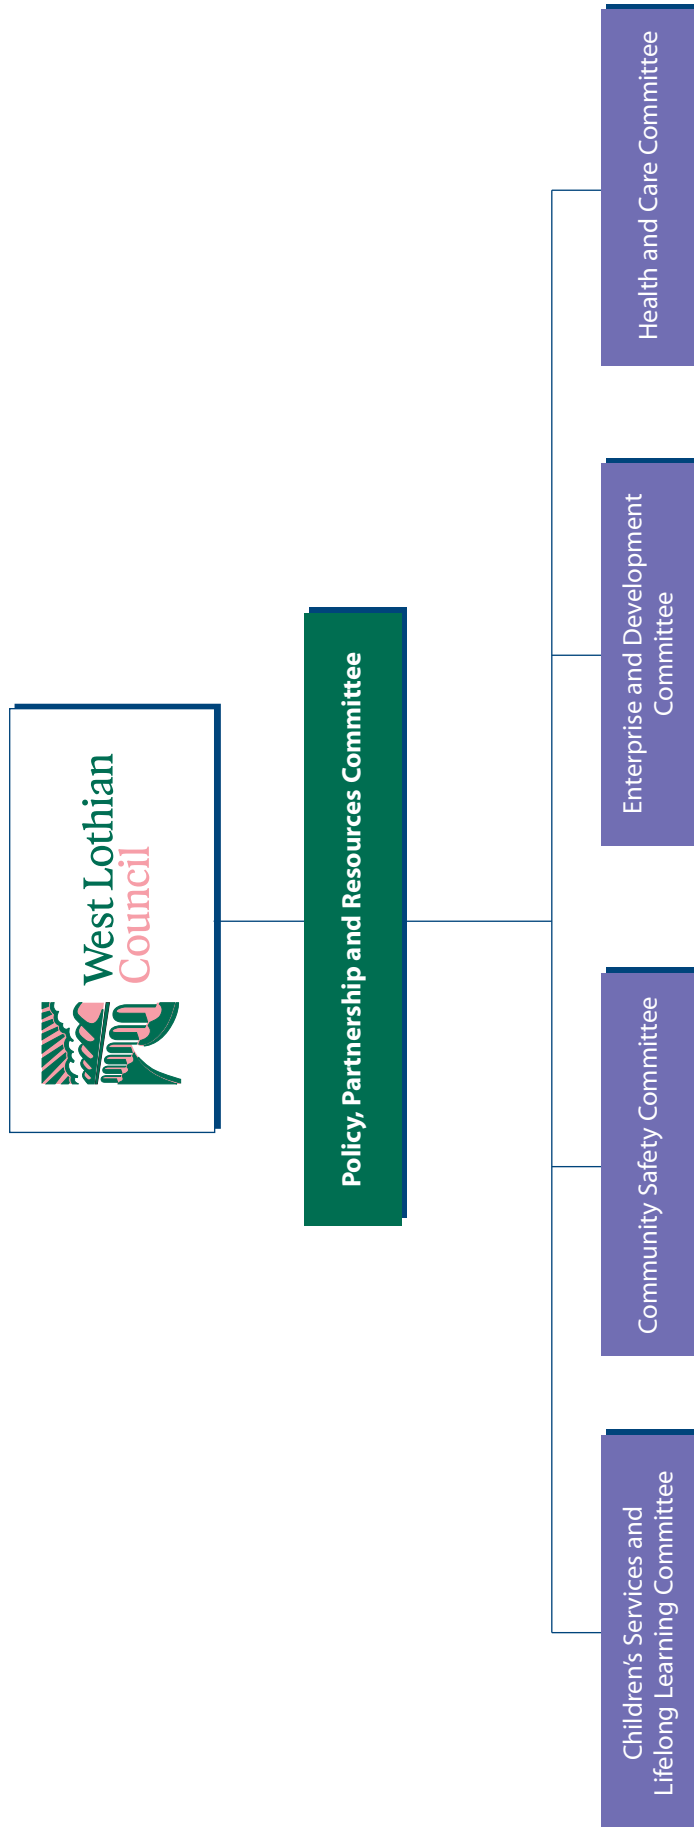 West Lothian
Council
Policy, Partnership and Resources Committee
Children’s Services and
Lifelong Learning Committee
Community Safety Committee
Enterprise and Development
Committee
Health and Care Committee